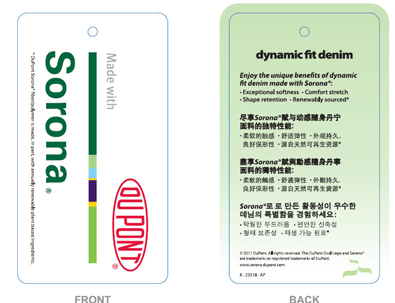 Made with
Sorona®
* DuPont Sorona® fiber/polymer is made, in part, with annually renewable plant-based ingredients.
DUPONT®
FRONT
dynamic fit denim
Enjoy the unique benefits of dynamic
fit denim made with Sorona®:
• Exceptional softness • Comfort stretch
• Shape retention • Renewably sourced*
尽享Sorona®赋与动感随身丹宁
面料的独特性能:
• 柔软的触感 • 舒适弹性 • 外观持久,
良好保形性 • 源自天然可再生资源*
盡享Sorona®賦與動感隨身丹寧
面料的獨特性能:
• 柔軟的觸感 • 舒適彈性 • 外觀持久,
良好保形性 • 源自天然可再生資源*
Sorona®로 로 만든 활동성이 우수한
데님의 특별함을 경험하세요:
• 탁월한 부드러움 • 편안한 신축성
• 형태 보존성 • 재생 가능 원료*
© 2011 DuPont. All rights reserved. The DuPont Oval Logo and Sorona®
are trademarks or registered trademarks of DuPont.
www.sorona.dupont.com
K - 23518 - AP
BACK